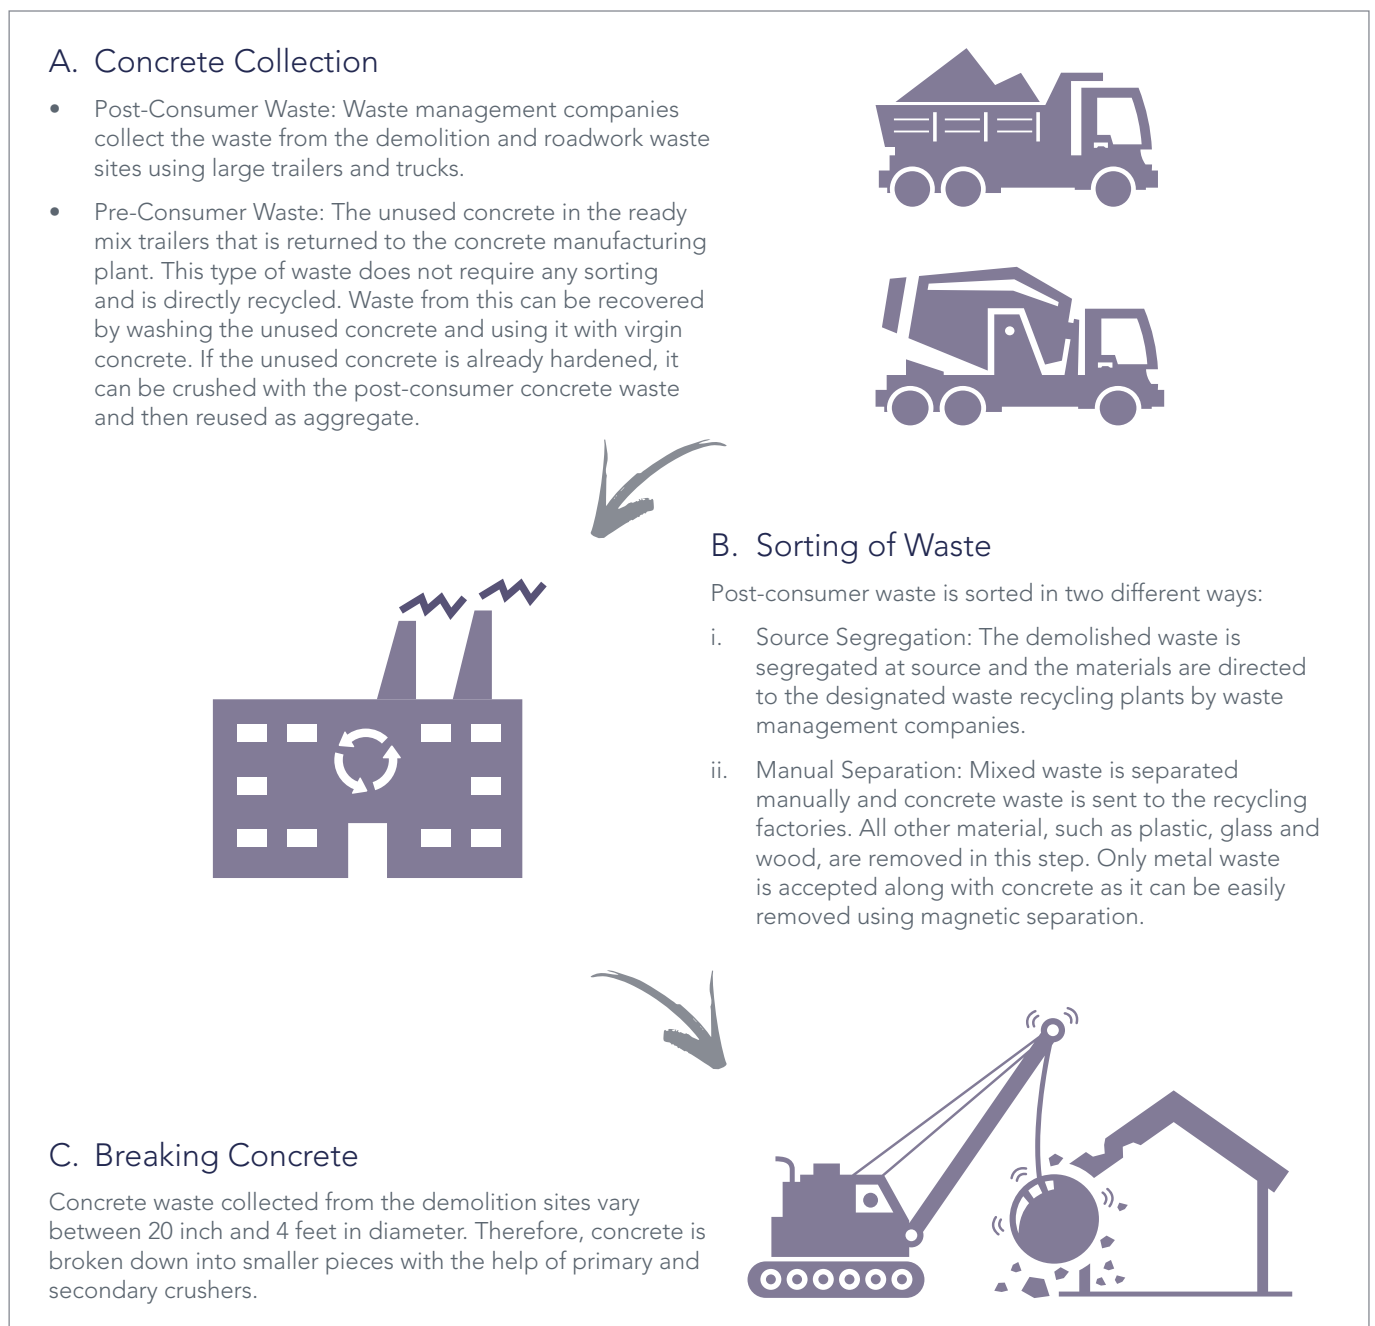 A. Concrete Collection
• Post-Consumer Waste: Waste management companies
collect the waste from the demolition and roadwork waste
sites using large trailers and trucks.
• Pre-Consumer Waste: The unused concrete in the ready
mix trailers that is returned to the concrete manufacturing
plant. This type of waste does not require any sorting
and is directly recycled. Waste from this can be recovered
by washing the unused concrete and using it with virgin
concrete. If the unused concrete is already hardened, it
can be crushed with the post-consumer concrete waste
and then reused as aggregate.
B. Sorting of Waste
Post-consumer waste is sorted in two different ways:
i. Source Segregation: The demolished waste is
segregated at source and the materials are directed
to the designated waste recycling plants by waste
management companies.
ii. Manual Separation: Mixed waste is separated
manually and concrete waste is sent to the recycling
factories. All other material, such as plastic, glass and
wood, are removed in this step. Only metal waste
is accepted along with concrete as it can be easily
removed using magnetic separation.
C. Breaking Concrete
Concrete waste collected from the demolition sites vary
between 20 inch and 4 feet in diameter. Therefore, concrete is
broken down into smaller pieces with the help of primary and
secondary crushers.